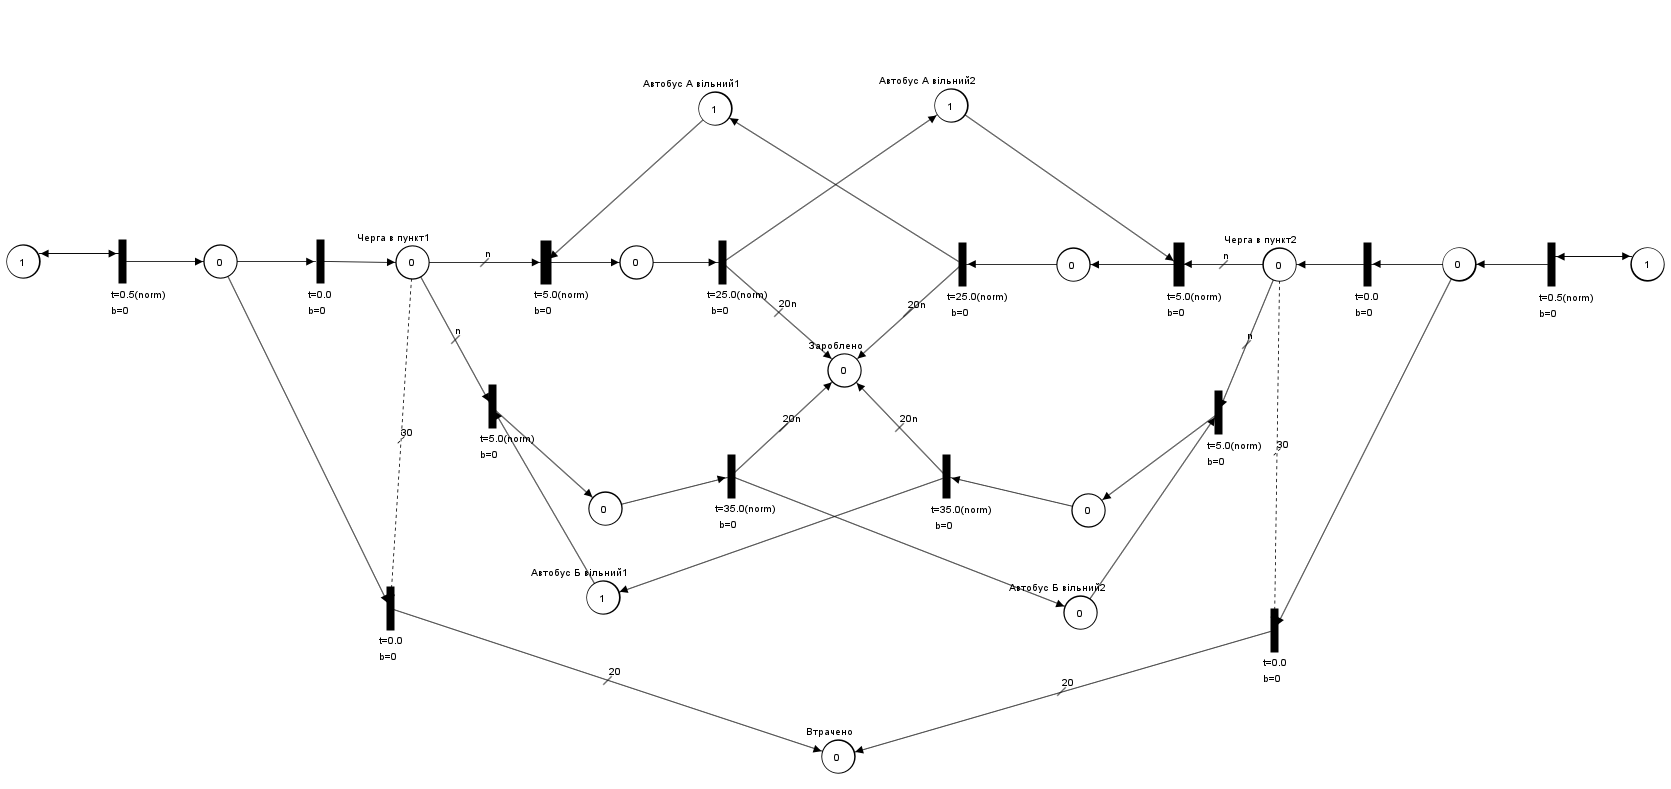 Автобус А вільний1
Автобус А вільний2
1
1
Черга в пункт1
Черга в пункт2
n
n
1
0
0
0
0
0
0
1
t=0.5(norm)
b=0
t=0.0
b=0
t=5.0(norm)
b=0
t=25.0(norm)
b=0
t=25.0(norm)
b=0
t=5.0(norm)
b=0
t=0.0
b=0
t=0.5(norm)
b=0
20n
20n
n
n
Зароблено
0
30
20n
20n
30
t=5.0(norm)
b=0
t=5.0(norm)
b=0
0
0
t=35.0(norm)
b=0
t=35.0(norm)
b=0
Автобус Б вільний1
1
Автобус Б вільний2
0
t=0.0
b=0
t=0.0
b=0
20
20
Втрачено
0